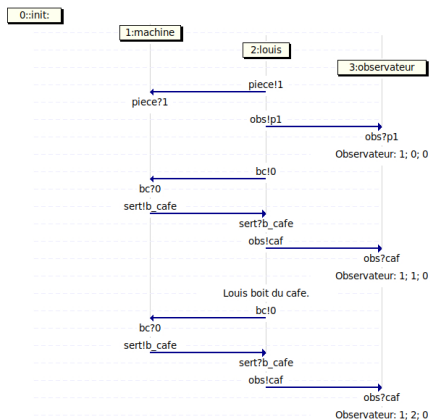 0::init:
1:machine
2:louis
3:observateur
piece!1
piece?1
obs!p1
obs?p1
Observateur: 1; 0; 0
bc!0
bc?0
sert!b_cafe
sert?b_cafe
obs!caf
obs?caf
Observateur: 1; 1; 0
Louis boit du cafe.
bc!0
bc?0
sert!b_cafe
sert?b_cafe
obs!caf
obs?caf
Observateur: 1; 2; 0